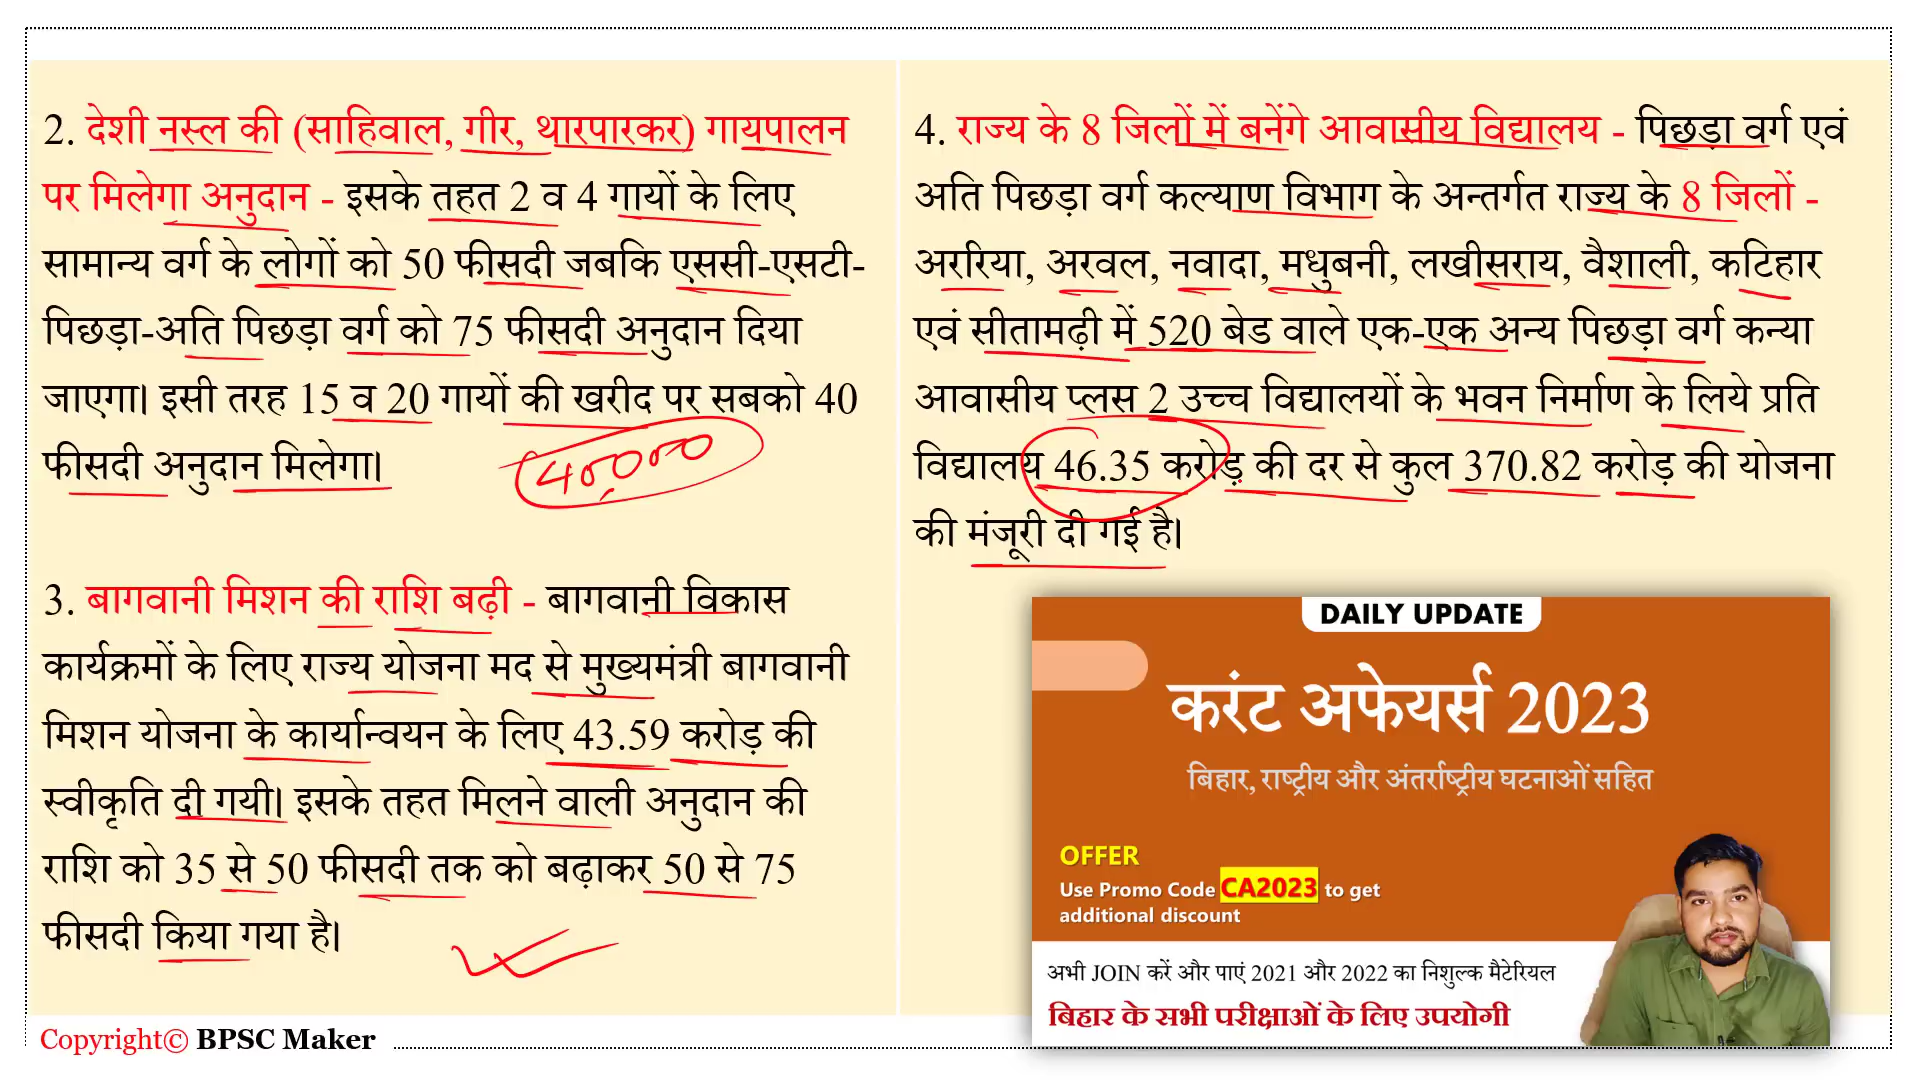 2. देशी नस्ल की (साहिवाल, गीर, थारपारकर) गायपालन
पर मिलेगा अनुदान - इसके तहत 2 व 4 गायों के लिए
सामान्य वर्ग के लोगों को 50 फीसदी जबकि एससी-एसटी-
पिछड़ा-अति पिछड़ा वर्ग को 75 फीसदी अनुदान दिया
जाएगा। इसी तरह 15 व 20 गायों की खरीद पर सबको 40
फीसदी अनुदान मिलेगा।
40,000
3. बागवानी मिशन की राशि बढ़ी - बागवानी विकास
कार्यक्रमों के लिए राज्य योजना मद से मुख्यमंत्री बागवानी
मिशन योजना के कार्यान्वयन के लिए 43.59 करोड़ की
स्वीकृति दी गयी। इसके तहत मिलने वाली अनुदान की
राशि को 35 से 50 फीसदी तक को बढ़ाकर 50 से 75
फीसदी किया गया है।
4. राज्य के 8 जिलों में बनेंगे आवासीय विद्यालय - पिछड़ा वर्ग एवं
अति पिछड़ा वर्ग कल्याण विभाग के अन्तर्गत राज्य के 8 जिलों -
अररिया, अरवल, नवादा, मधुबनी, लखीसराय, वैशाली, कटिहार
एवं सीतामढ़ी में 520 बेड वाले एक-एक अन्य पिछड़ा वर्ग कन्या
आवासीय प्लस 2 उच्च विद्यालयों के भवन निर्माण के लिये प्रति
विद्यालय 46.35 करोड़ की दर से कुल 370.82 करोड़ की योजना
की मंजूरी दी गई है।
DAILY UPDATE
करंट अफेयर्स 2023
बिहार, राष्ट्रीय और अंतर्राष्ट्रीय घटनाओं सहित
OFFER
Use Promo Code CA2023 to get
additional discount
अभी JOIN करें और पाएं 2021 और 2022 का निशुल्क मैटेरियल
बिहार के सभी परीक्षाओं के लिए उपयोगी
Copyright© BPSC Maker